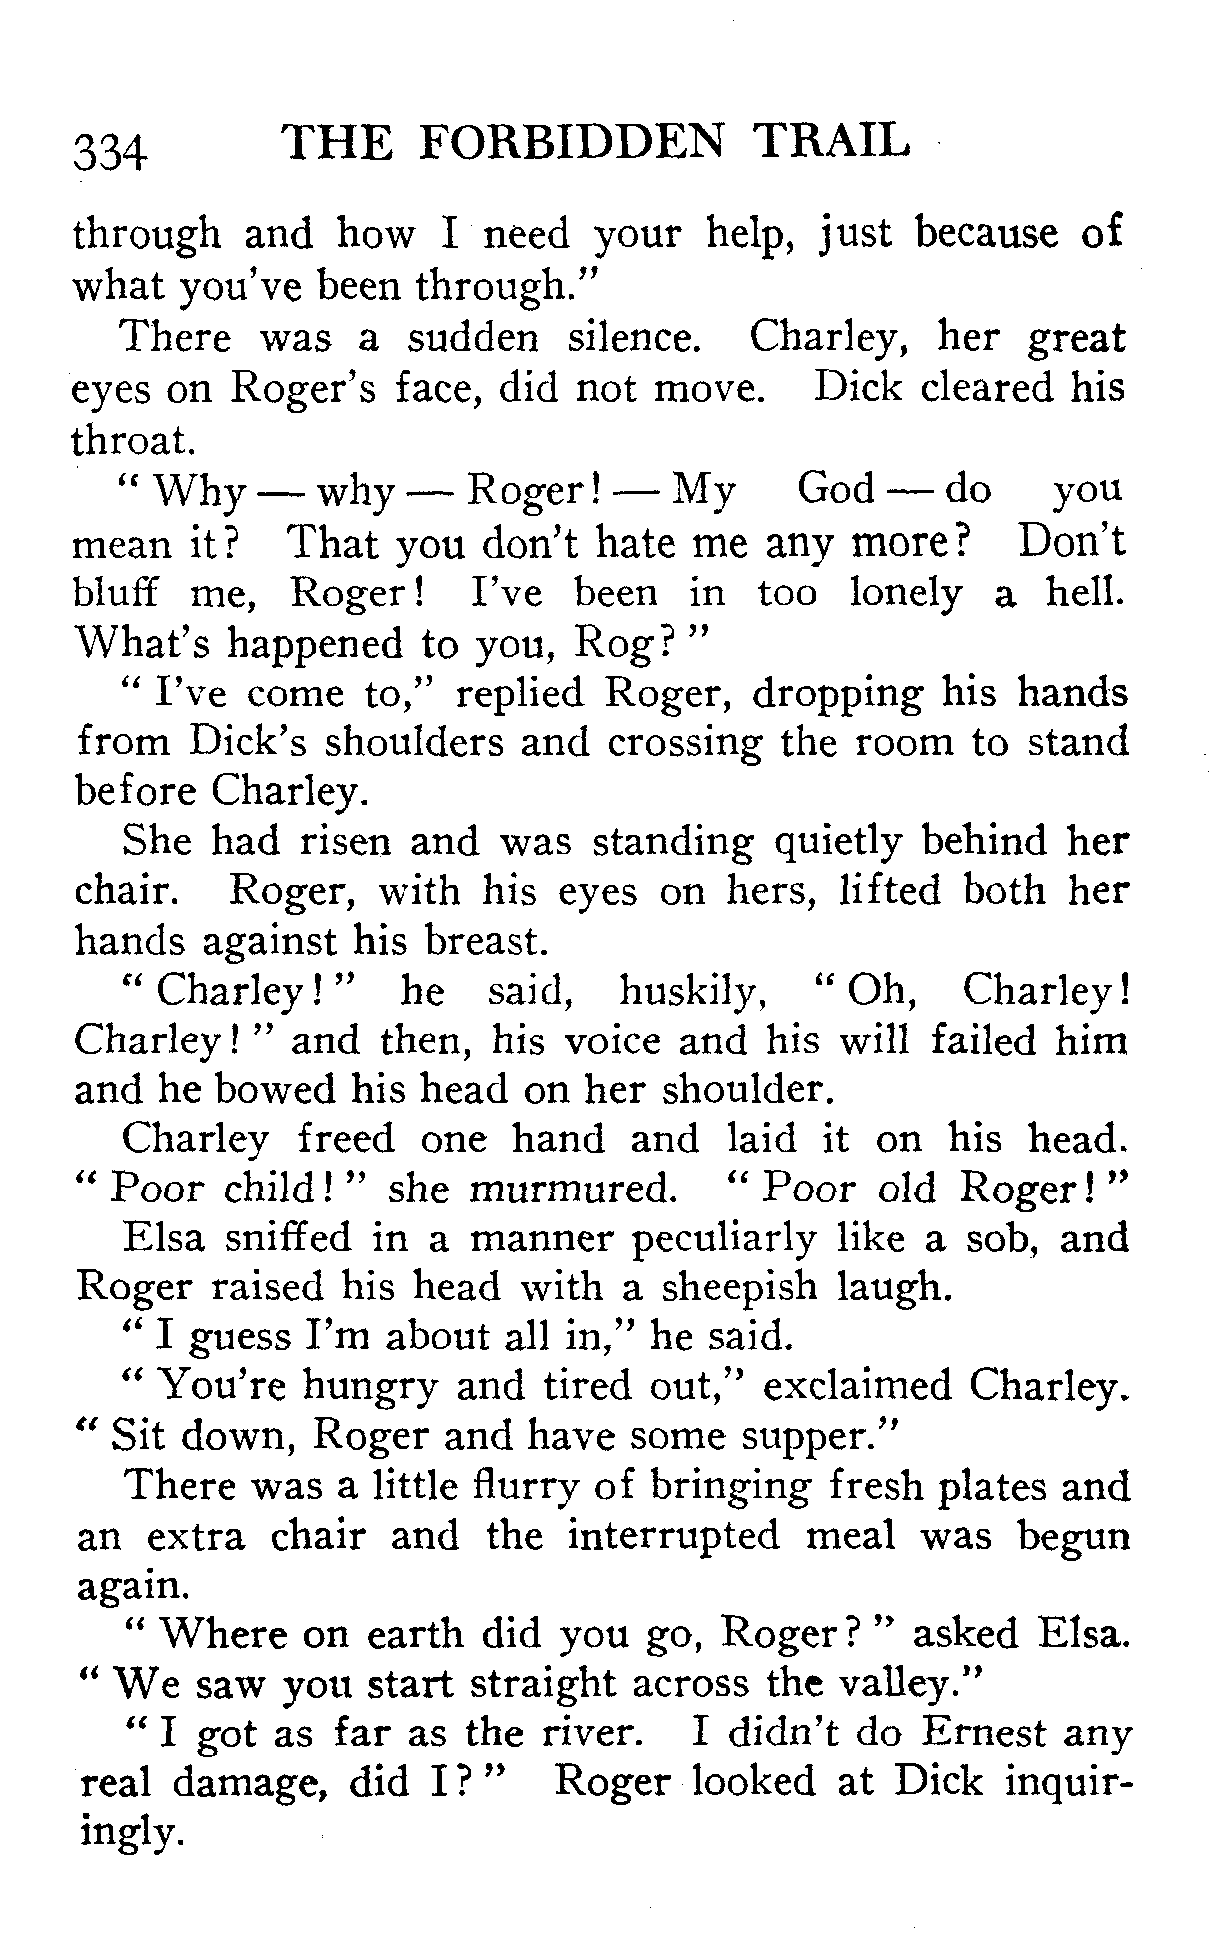 334 THE FORBIDDEN TRAIL
through and how I need your help, just because of
what you've been through."
There was a sudden silence. Charley, her great
eyes on Roger's face, did not move. Dick cleared his
throat.
" Why — why — Roger! — My God — do you
mean it? That you don't hate me any more? Don't
bluff me, Roger! I've been in too lonely a hell.
What's happened to you, Rog? "
" I've come to," replied Roger, dropping his hands
from Dick's shoulders and crossing the room to stand
before Charley.
She had risen and was standing quietly behind her
chair. Roger, with his eyes on hers, lifted both her
hands against his breast.
" Charley! " he said, huskily, " Oh, Charley!
Charley! " and then, his voice and his will failed him
and he bowed his head on her shoulder.
Charley freed one hand and laid it on his head.
" Poor child! " she murmured. " Poor old Roger! "
Elsa sniffed in a manner peculiarly like a sob, and
Roger raised his head with a sheepish laugh.
" I guess I'm about all in," he said.
" You're hungry and tired out," exclaimed Charley.
" Sit down, Roger and have some supper."
There was a little flurry of bringing fresh plates and
an extra chair and the interrupted meal was begun
again.
" Where on earth did you go, Roger? " asked Elsa.
" We saw you start straight across the valley."
" I got as far as the river. I didn't do Ernest any
real damage, did I? " Roger looked at Dick inquir-
ingly.